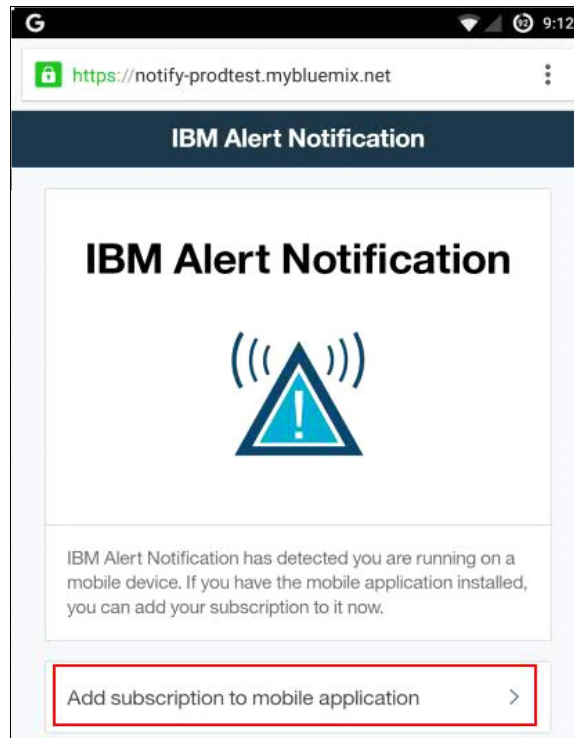 G 92 9:12
https://notify-prodtest.mybluemix.net
IBM Alert Notification
IBM Alert Notification
!
IBM Alert Notification has detected you are running on a
mobile device. If you have the mobile application installed,
you can add your subscription to it now.
Add subscription to mobile application